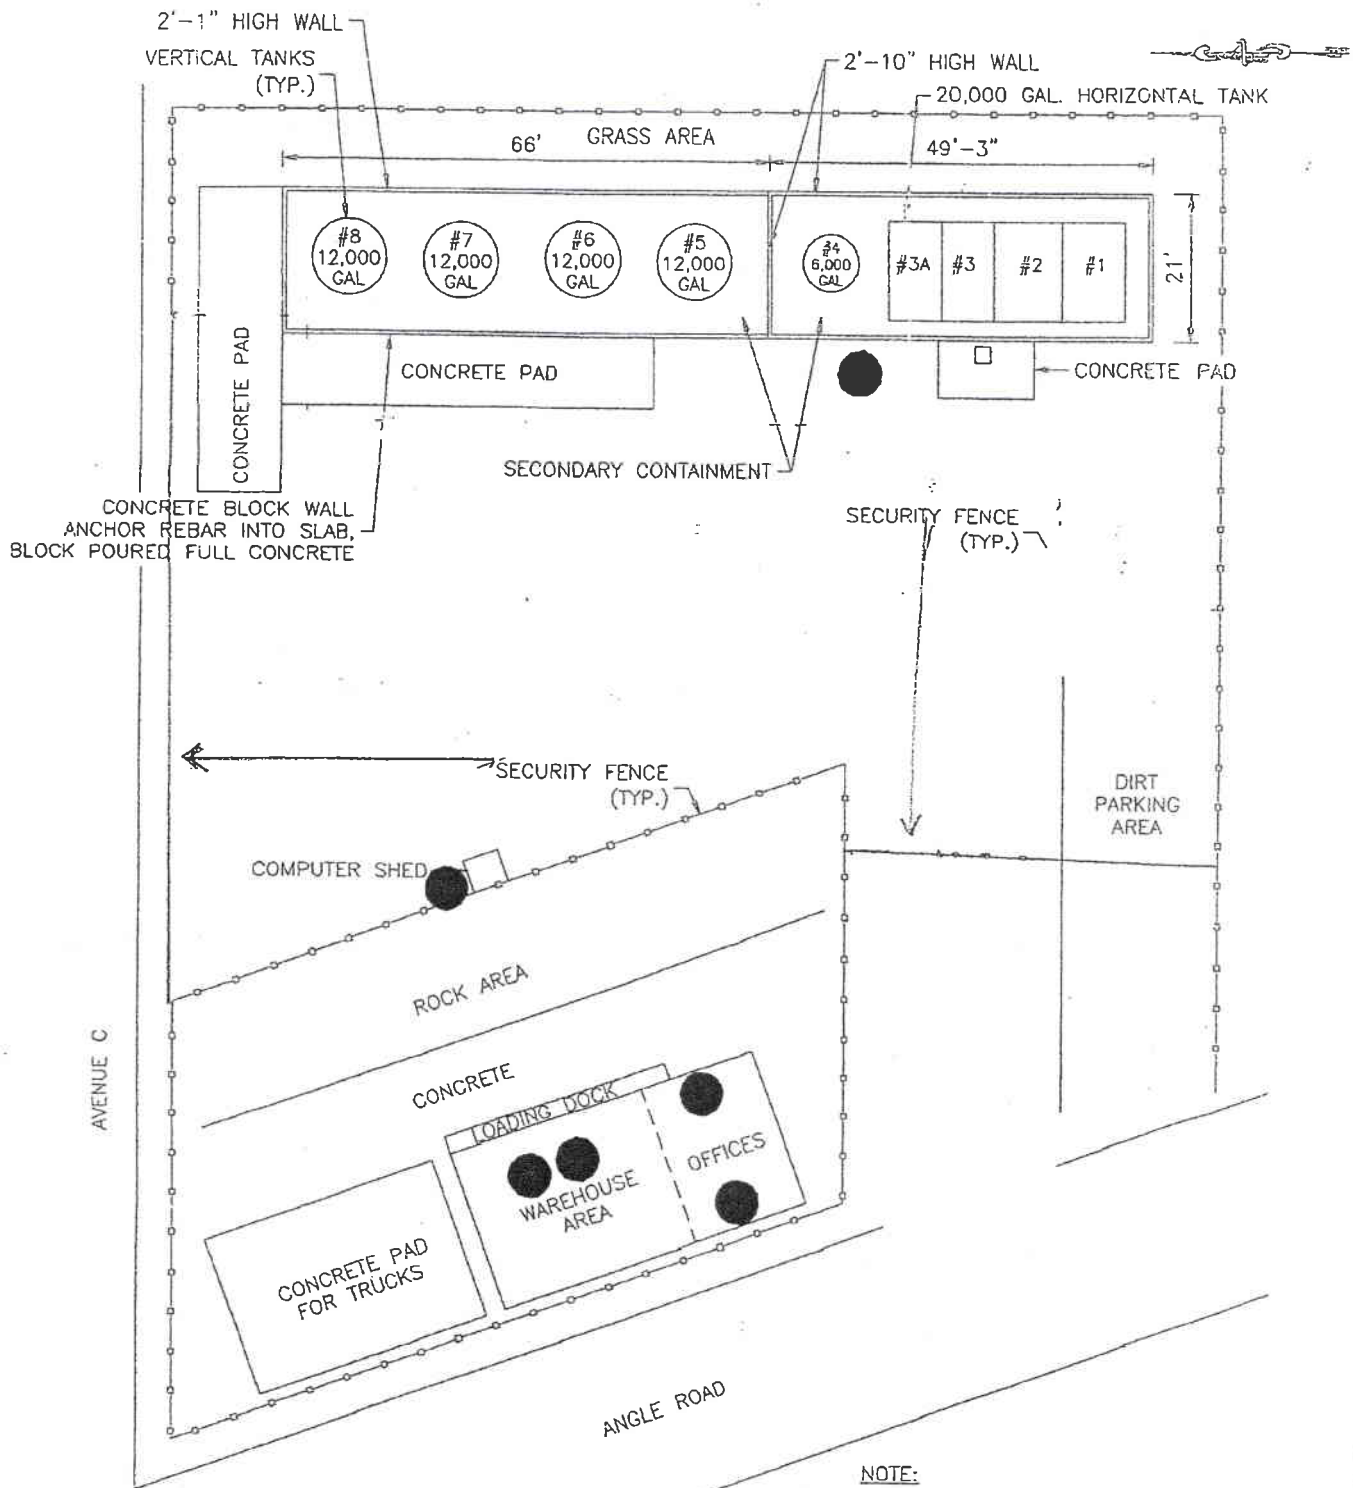 2'-1" HIGH WALL
VERTICAL TANKS
(TYP.)
2'-10" HIGH WALL
20,000 GAL. HORIZONTAL TANK
GRASS AREA
66'
49'-3"
#8
12,000
GAL
#7
12,000
GAL
#6
12,000
GAL
#5
12,000
GAL
#4
6,000
GAL
#3A
#3
#2
#1
21'
CONCRETE PAD
CONCRETE PAD
CONCRETE PAD
SECONDARY CONTAINMENT
CONCRETE BLOCK WALL
ANCHOR REBAR INTO SLAB,
BLOCK POURED FULL CONCRETE
SECURITY FENCE
(TYP.)
SECURITY FENCE
(TYP.)
DIRT
PARKING
AREA
COMPUTER SHED
ROCK AREA
AVENUE C
CONCRETE
LOADING DOCK
OFFICES
WAREHOUSE
AREA
CONCRETE PAD
FOR TRUCKS
ANGLE ROAD
NOTE: